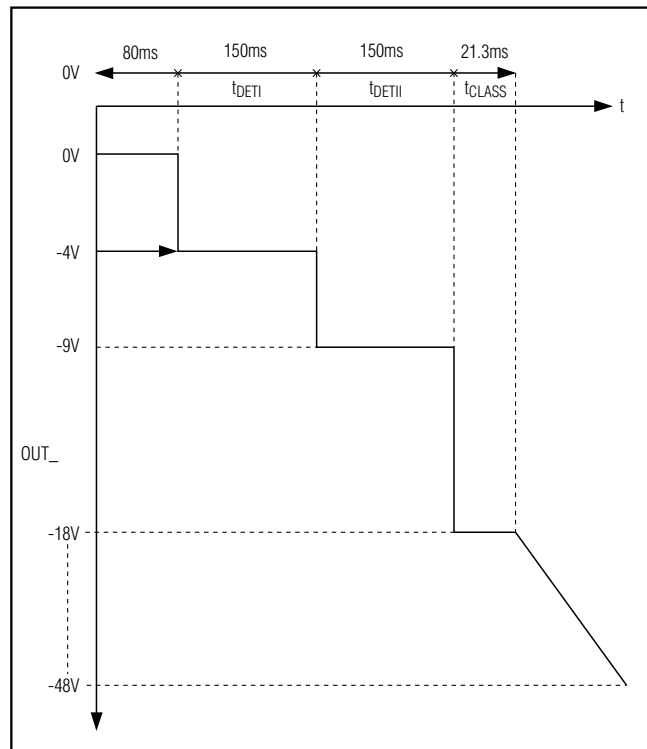 80ms 150ms 150ms 21.3ms
0V
tDETI tDETII tCLASS
t
0V
-4V
-9V
OUT_
-18V
-48V